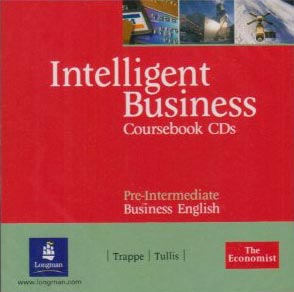 Intelligent
Business
Coursebook CDs
Pre-Intermediate
Business English
| Trappe | Tullis |
The
Economist
Longman
www.longman.com